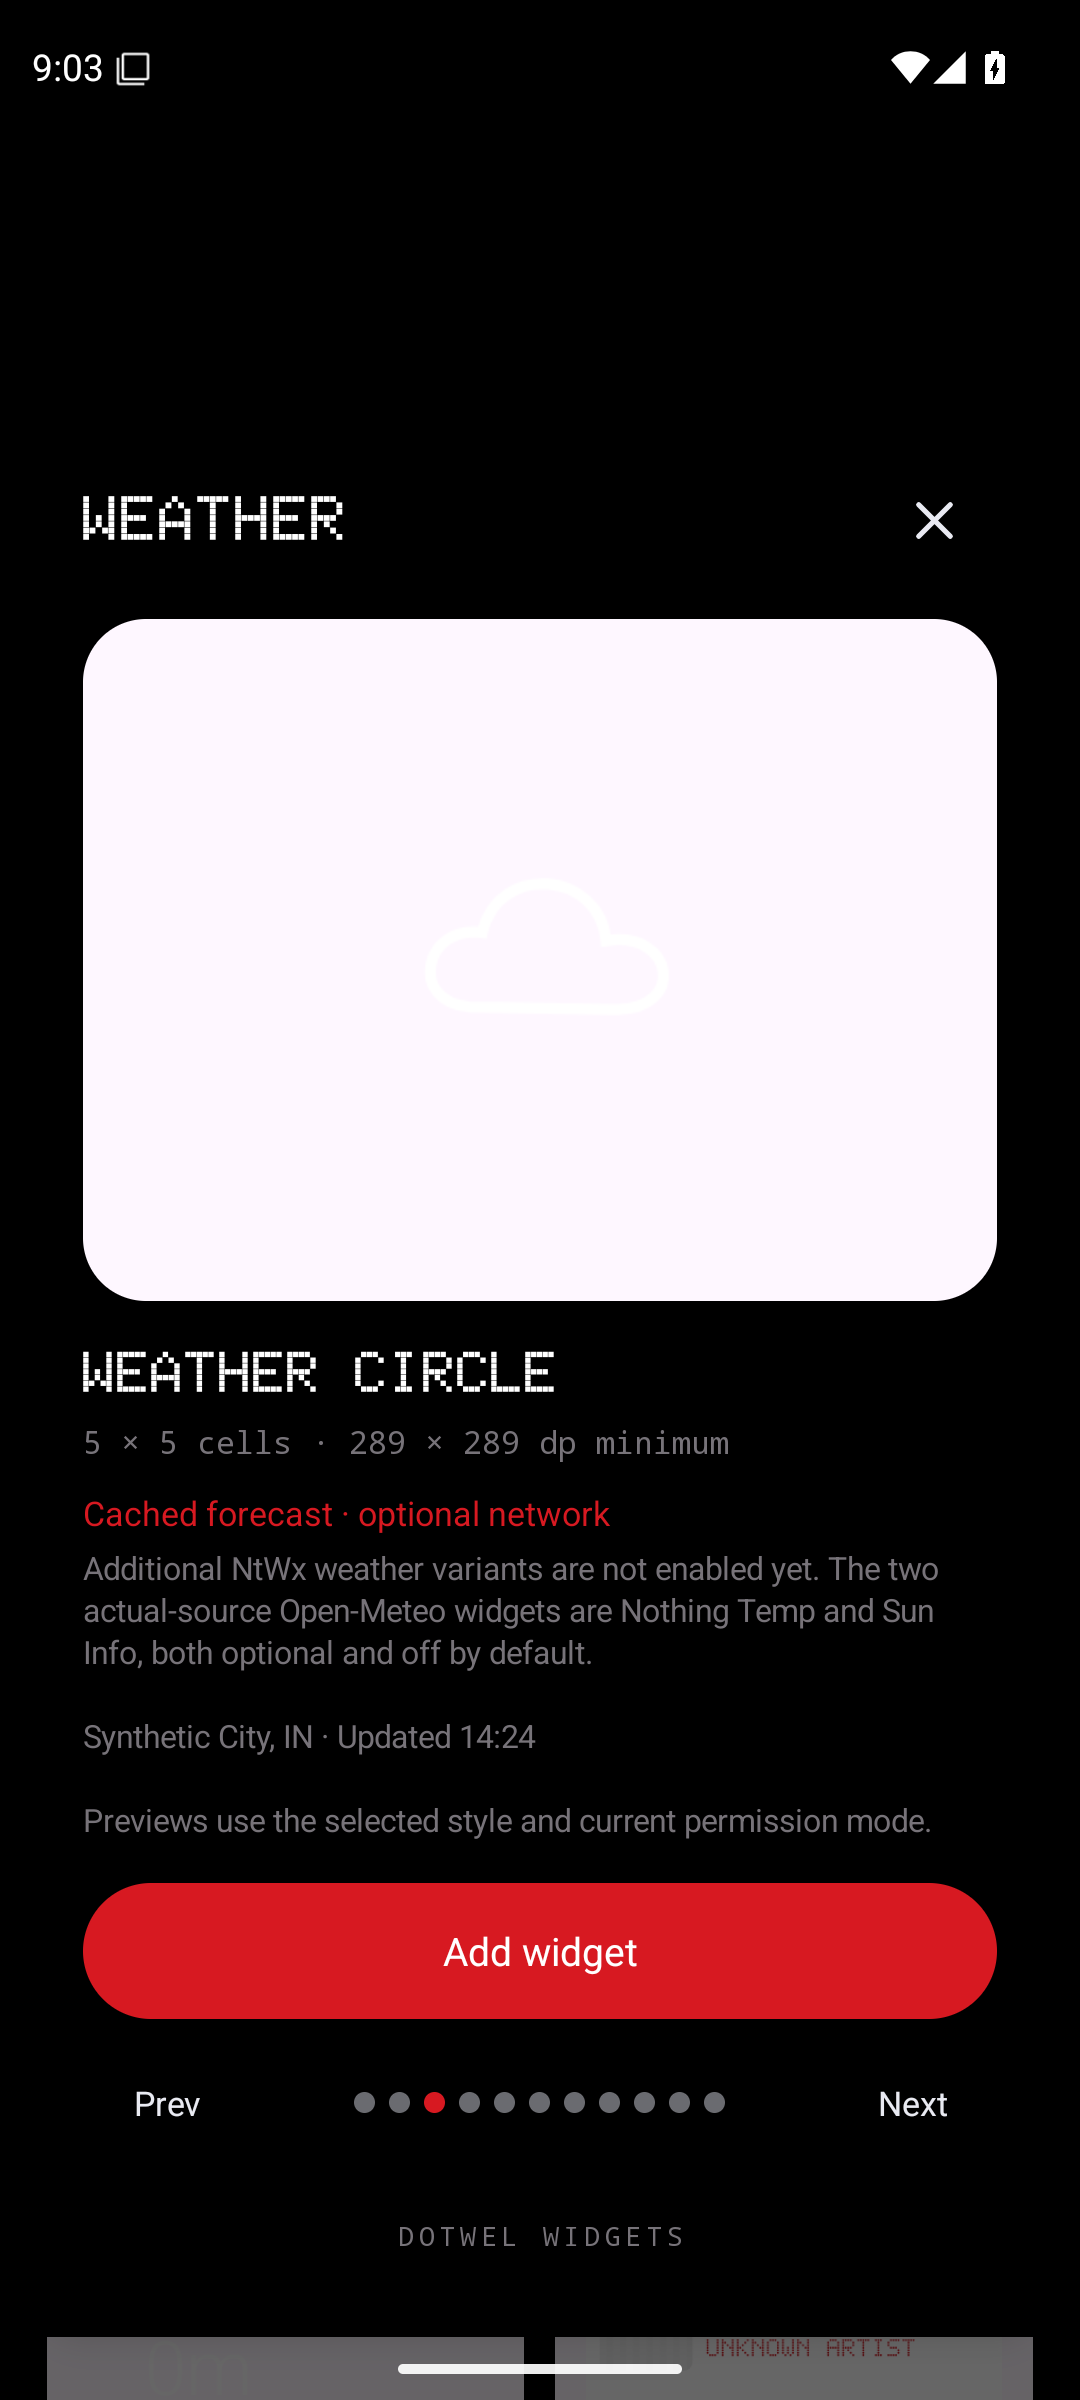 9:03
WEATHER
WEATHER CIRCLE
5 × 5 cells · 289 × 289 dp minimum
Cached forecast · optional network
Additional NtWx weather variants are not enabled yet. The two
actual-source Open-Meteo widgets are Nothing Temp and Sun
Info, both optional and off by default.
Synthetic City, IN · Updated 14:24
Previews use the selected style and current permission mode.
Add widget
Prev
Next
DOTWEL WIDGETS
UNKNOWN ARTIST